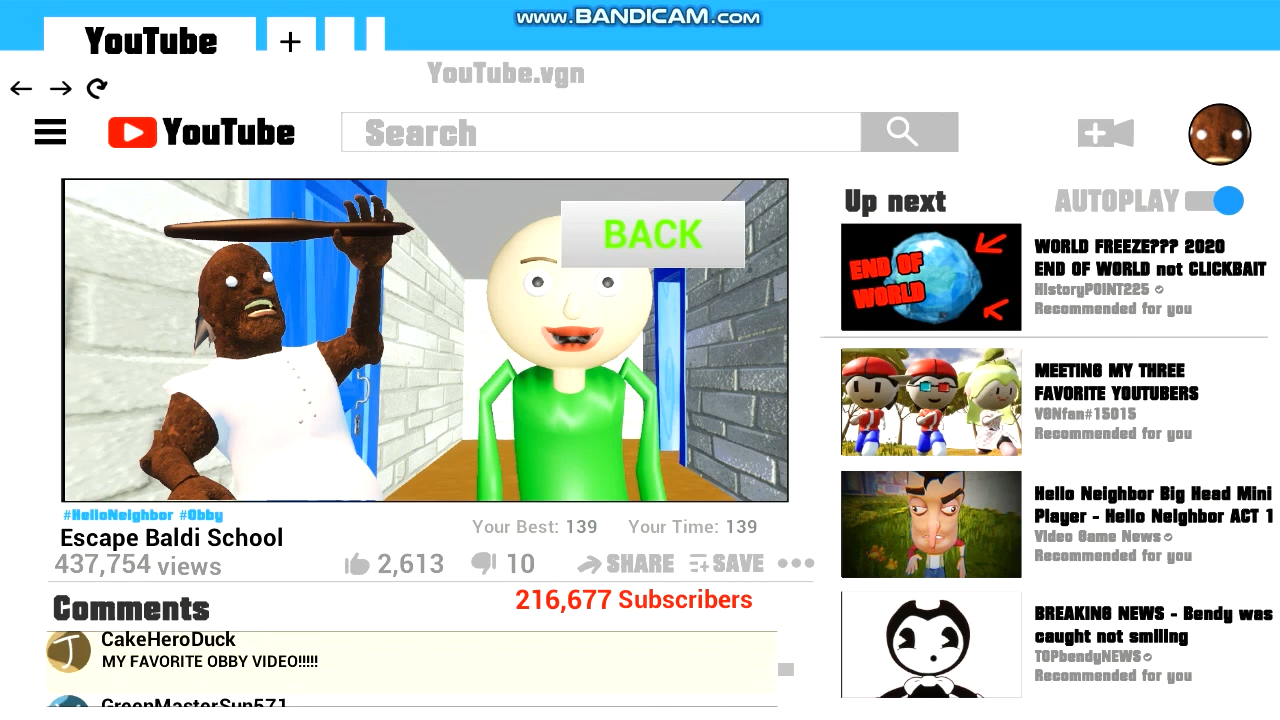 www.BANDICAM.com
YouTube
+
YouTube.vgn
YouTube
Search
BACK
Up next
AUTOPLAY
END OF
WORLD
WORLD FREEZE??? 2020
END OF WORLD not CLICKBAIT
HistoryPOINT225
Recommended for you
MEETING MY THREE
FAVORITE YOUTUBERS
VGNfan#15015
Recommended for you
Hello Neighbor Big Head Mini
Player - Hello Neighbor ACT 1
Video Game News
Recommended for you
BREAKING NEWS - Bendy was
caught not smiling
TOPbendyNEWS
Recommended for you
#HelloNeighbor #Obby
Escape Baldi School
Your Best: 139 Your Time: 139
437,754 views
2,613 10 SHARE SAVE
216,677 Subscribers
Comments
J
CakeHeroDuck
MY FAVORITE OBBY VIDEO!!!!!
GreenMasterSun571